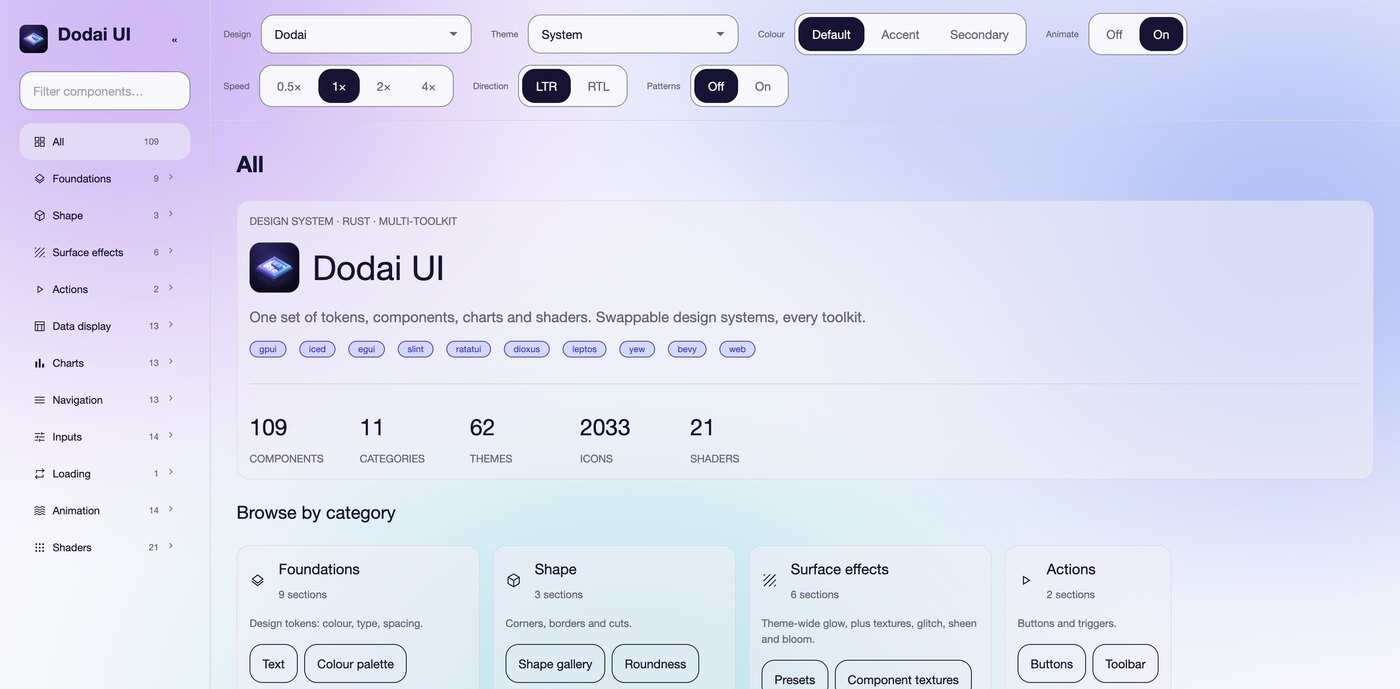 Dodai UI
«
Filter components…
All 109
Foundations 9
Shape 3
Surface effects 6
Actions 2
Data display 13
Charts 13
Navigation 13
Inputs 14
Loading 1
Animation 14
Shaders 21
Design Dodai Theme System Colour Default Accent Secondary Animate Off On
Speed 0.5× 1× 2× 4× Direction LTR RTL Patterns Off On
All
DESIGN SYSTEM · RUST · MULTI-TOOLKIT
Dodai UI
One set of tokens, components, charts and shaders. Swappable design systems, every toolkit.
gpui iced egui slint ratatui dioxus leptos yew bevy web
109 11 62 2033 21
COMPONENTS CATEGORIES THEMES ICONS SHADERS
Browse by category
Foundations
9 sections
Design tokens: colour, type, spacing.
Text Colour palette
Shape
3 sections
Corners, borders and cuts.
Shape gallery Roundness
Surface effects
6 sections
Theme-wide glow, plus textures, glitch, sheen
and bloom.
Presets Component textures
Actions
2 sections
Buttons and triggers.
Buttons Toolbar